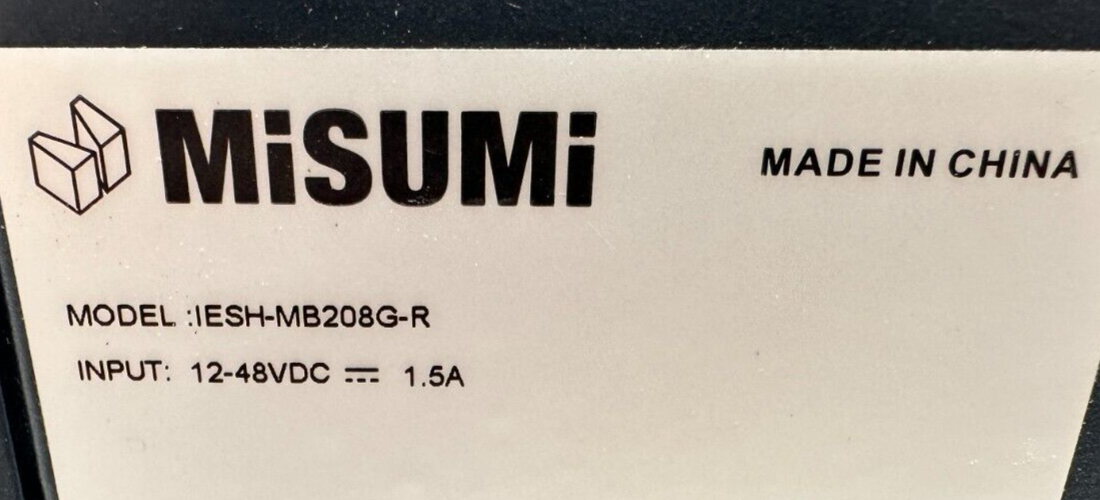 MiSUMi
MADE IN CHINA
MODEL :IESH-MB208G-R
INPUT: 12-48VDC ⎓ 1.5A